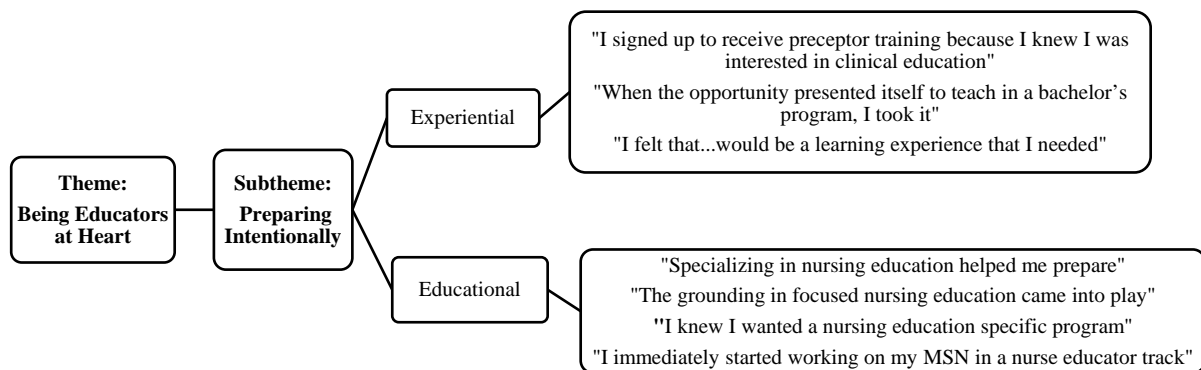 Theme:
Being Educators
at Heart
Subtheme:
Preparing
Intentionally
Experiential
"I signed up to receive preceptor training because I knew I was
interested in clinical education"
"When the opportunity presented itself to teach in a bachelor’s
program, I took it"
"I felt that...would be a learning experience that I needed"
Educational
"Specializing in nursing education helped me prepare"
"The grounding in focused nursing education came into play"
"I knew I wanted a nursing education specific program"
"I immediately started working on my MSN in a nurse educator track"